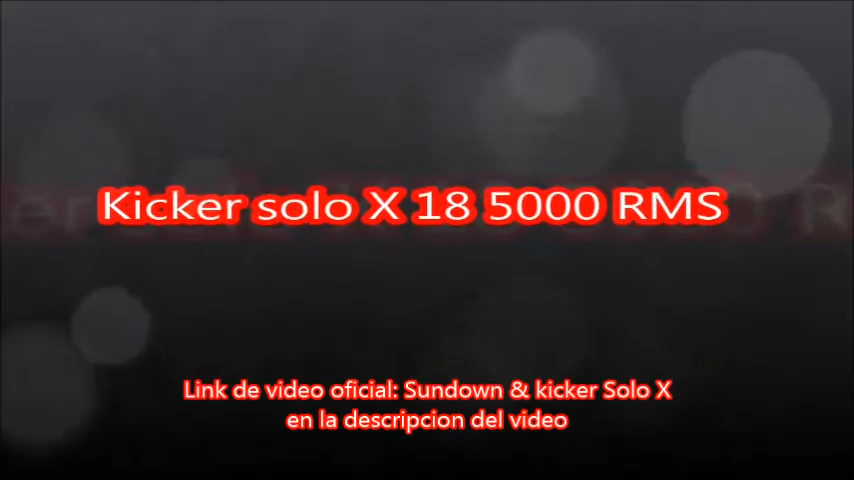 Kicker solo X 18 5000 RMS
Link de video oficial: Sundown & kicker Solo X
en la descripcion del video